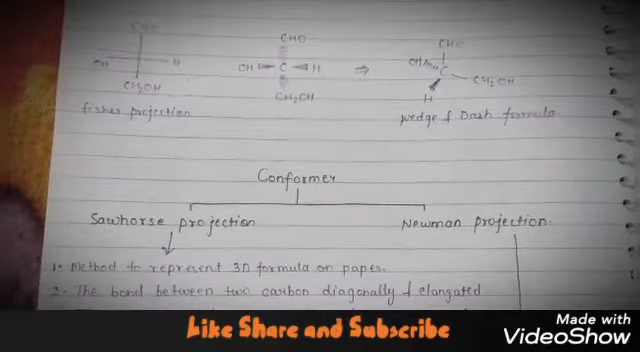 CHO
CHO
CHO
OH H
OH C H ⇒
OH C CH₂OH
CH₂OH
CH₂OH
H
fisher projection
wedge & Dash formula
Conformer
Sawhorse projection Newman projection.
1. Method to represent 3D formula on paper.
2. The bond between two carbon diagonally & elongated
Like Share and Subscribe
Made with
VideoShow